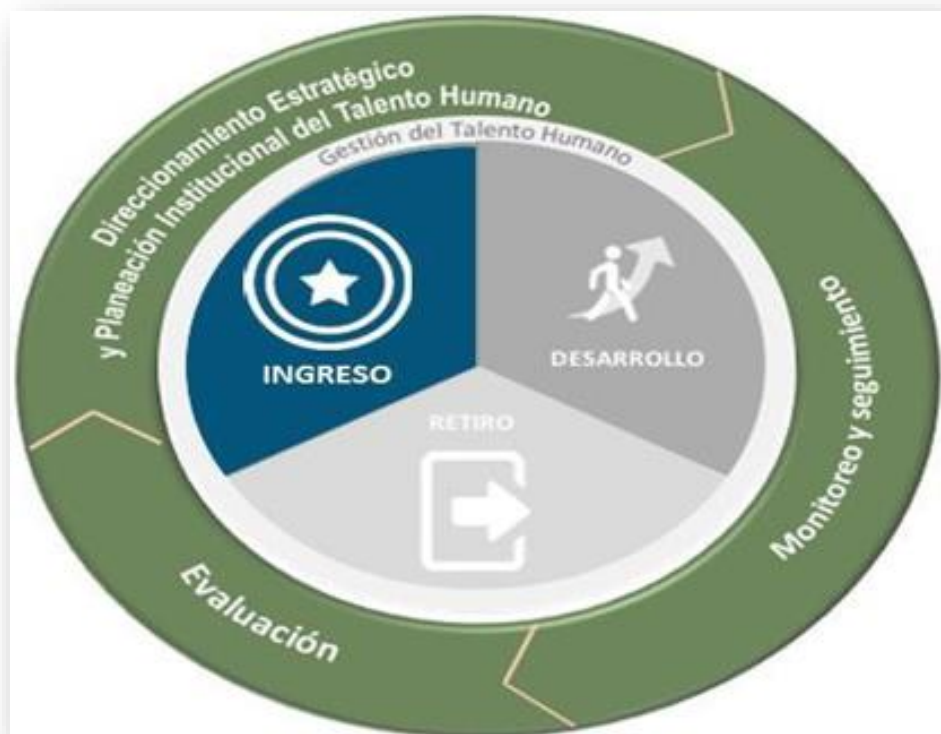 Direccionamiento Estratégico
y Planeación Institucional del Talento Humano
Gestión del Talento Humano
INGRESO
DESARROLLO
RETIRO
Monitoreo y seguimiento
Evaluación